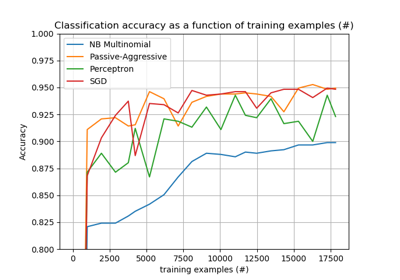 Classification accuracy as a function of training examples (#)
1.000
0.975
0.950
0.925
0.900
0.875
0.850
0.825
0.800
Accuracy
NB Multinomial
Passive-Aggressive
Perceptron
SGD
0 2500 5000 7500 10000 12500 15000 17500
training examples (#)